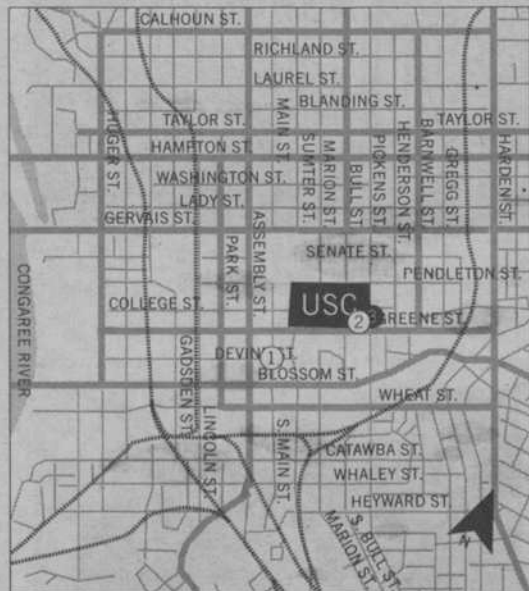 CALHOUN ST.
RICHLAND ST.
LAUREL ST.
BLANDING ST.
TAYLOR ST.
TAYLOR ST.
HAMPTON ST.
WASHINGTON ST.
LADY ST.
GERVAIS ST.
HUGER ST.
MAIN ST.
SUMTER ST.
MARION ST.
BULL ST.
PICKENS ST.
HENDERSON ST.
BARNWELL ST.
GREGG ST.
HARDEN ST.
SENATE ST.
PENDLETON ST.
PARK ST.
ASSEMBLY ST.
CONGAREE RIVER
COLLEGE ST.
USC
2
REENE ST.
GADSDEN ST.
DEVINE ST.
1
BLOSSOM ST.
WHEAT ST.
LINCOLN ST.
S. MAIN ST.
CATAWBA ST.
WHALEY ST.
HEYWARD ST.
S. BULL ST.
MARION ST.
N